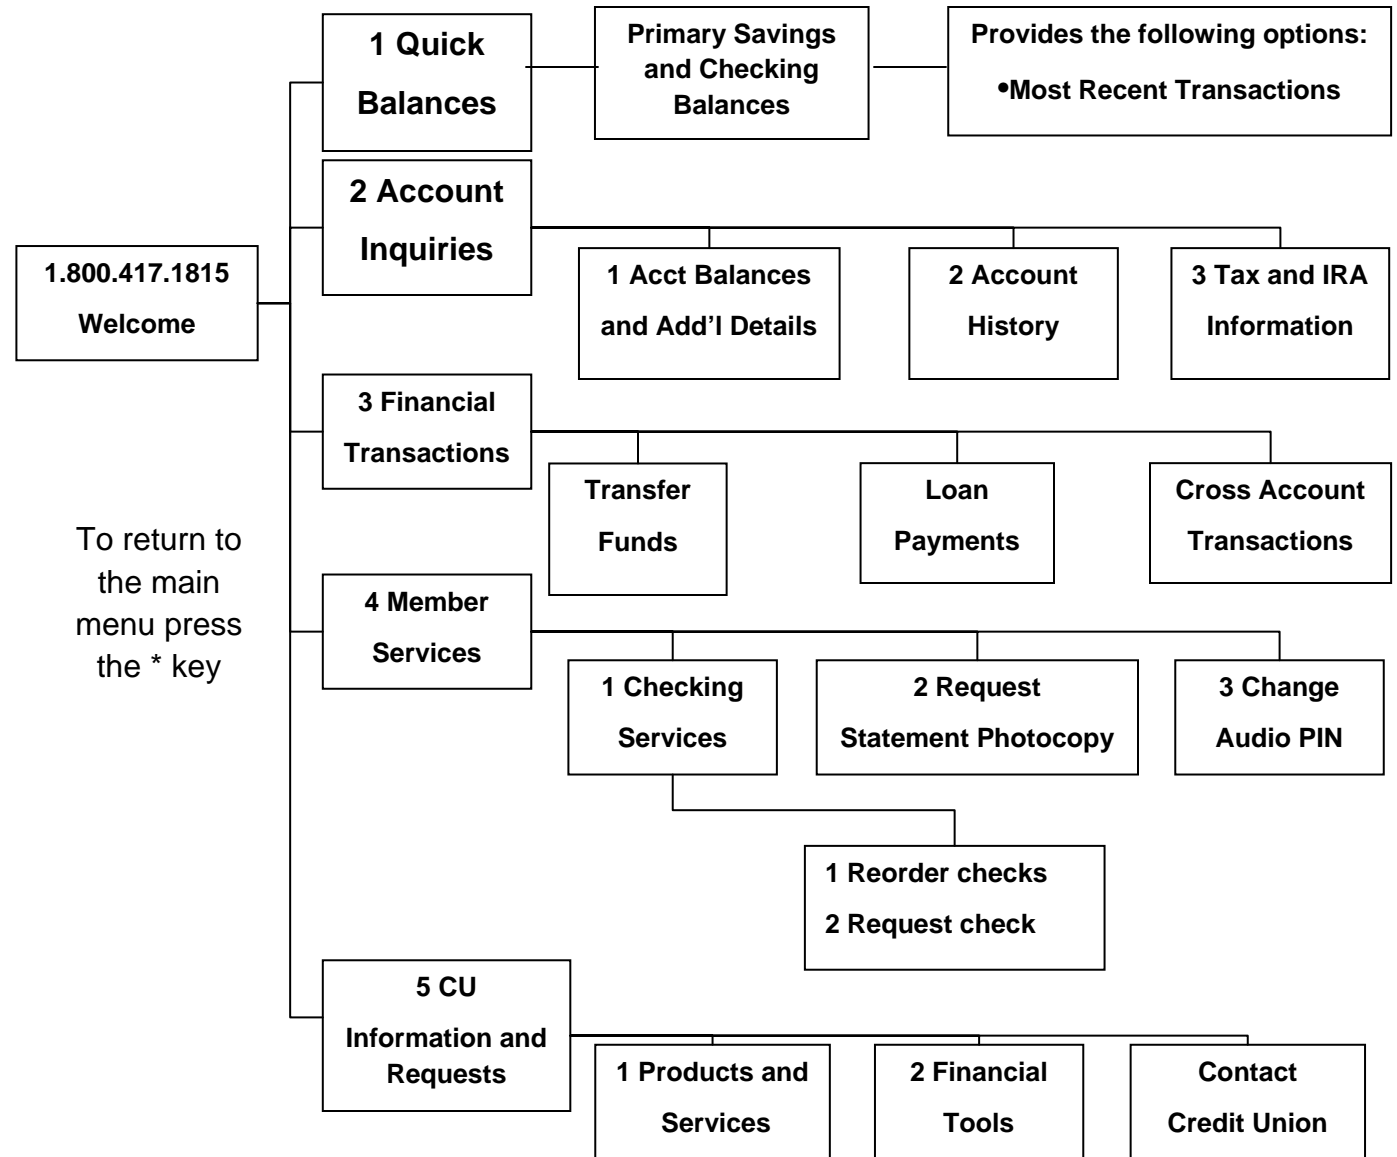 1 Quick
Balances
Primary Savings
and Checking
Balances
Provides the following options:
•Most Recent Transactions
2 Account
Inquiries
1.800.417.1815
Welcome
1 Acct Balances
and Add'l Details
2 Account
History
3 Tax and IRA
Information
3 Financial
Transactions
Transfer
Funds
Loan
Payments
Cross Account
Transactions
To return to
the main
menu press
the * key
4 Member
Services
1 Checking
Services
2 Request
Statement Photocopy
3 Change
Audio PIN
1 Reorder checks
2 Request check
5 CU
Information and
Requests
1 Products and
Services
2 Financial
Tools
Contact
Credit Union